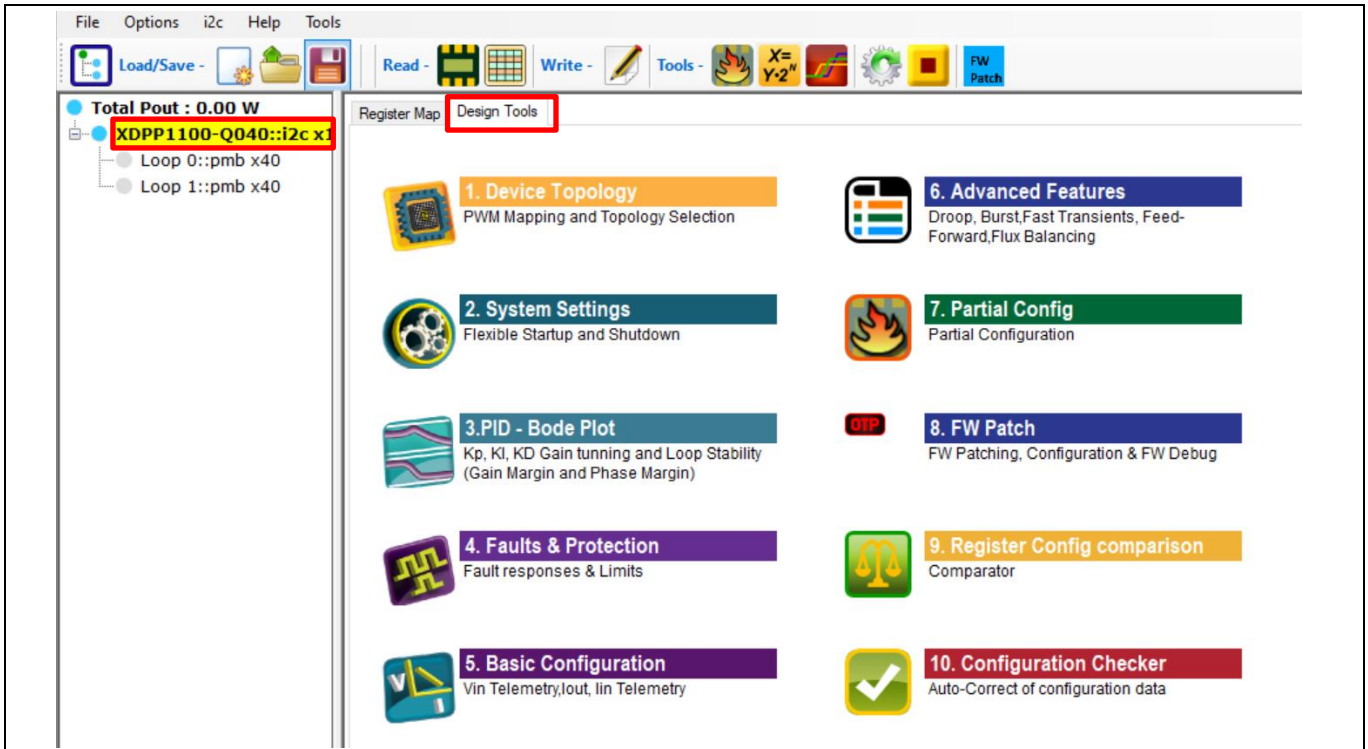 File Options i2c Help Tools
Load/Save - Read - Write - Tools - X= Y·2ᴺ FW Patch
Total Pout : 0.00 W
XDPP1100-Q040::i2c x1
Loop 0::pmb x40
Loop 1::pmb x40
Register Map Design Tools
1. Device Topology
PWM Mapping and Topology Selection
2. System Settings
Flexible Startup and Shutdown
3.PID - Bode Plot
Kp, KI, KD Gain tunning and Loop Stability
(Gain Margin and Phase Margin)
4. Faults & Protection
Fault responses & Limits
V
I
5. Basic Configuration
Vin Telemetry,Iout, Iin Telemetry
6. Advanced Features
Droop, Burst,Fast Transients, Feed-
Forward,Flux Balancing
7. Partial Config
Partial Configuration
OTP
8. FW Patch
FW Patching, Configuration & FW Debug
9. Register Config comparison
Comparator
10. Configuration Checker
Auto-Correct of configuration data